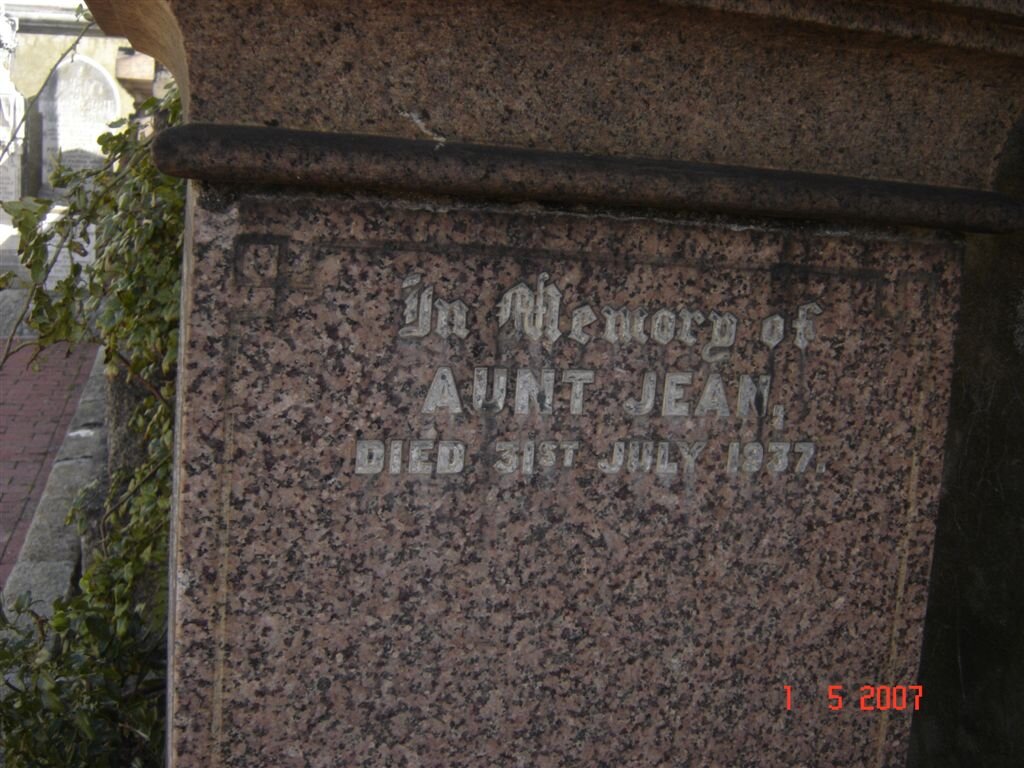 In Memory of
AUNT JEAN,
DIED 31ST JULY 1937.
1 5 2007